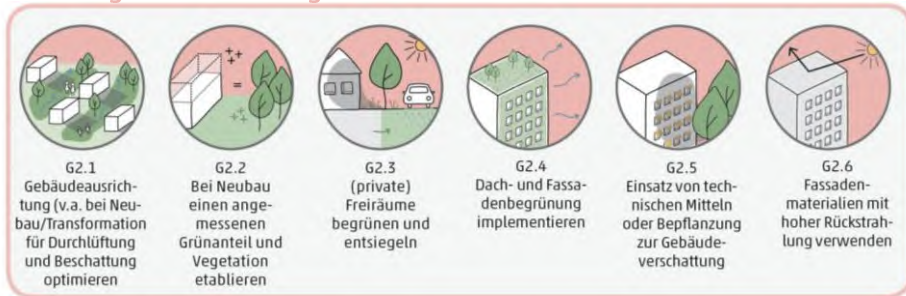 G2.1
Gebäudeausrich-
tung (v.a. bei Neu-
bau/Transformation
für Durchlüftung
und Beschattung
optimieren
G2.2
Bei Neubau
einen ange-
messenen
Grünanteil und
Vegetation
etablieren
G2.3
(private)
Freiräume
begrünen und
entsiegeln
G2.4
Dach- und Fassa-
denbegrünung
implementieren
G2.5
Einsatz von tech-
nischen Mitteln
oder Bepflanzung
zur Gebäude-
verschattung
G2.6
Fassaden-
materialien mit
hoher Rückstrah-
lung verwenden